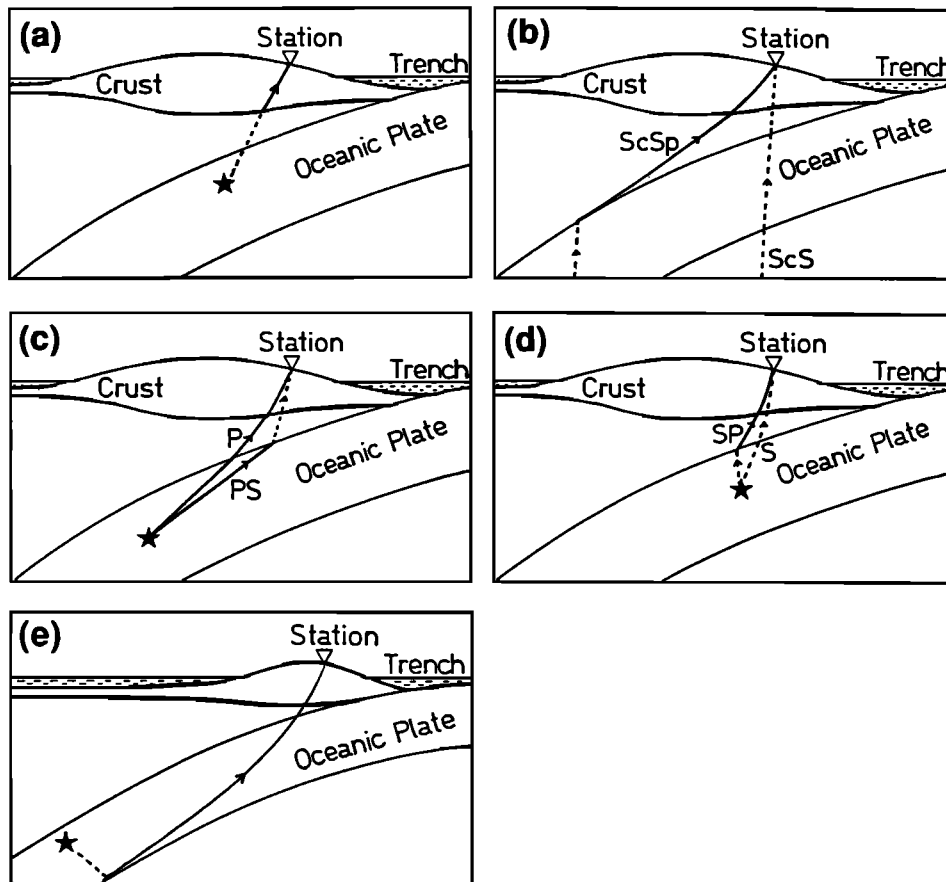 (a)
Station
Trench
Crust
Oceanic Plate
(b)
Station
Trench
Crust
ScSp
Oceanic Plate
ScS
(c)
Station
Trench
Crust
P
PS
Oceanic Plate
(d)
Station
Trench
Crust
SP
S
Oceanic Plate
(e)
Station
Trench
Oceanic Plate